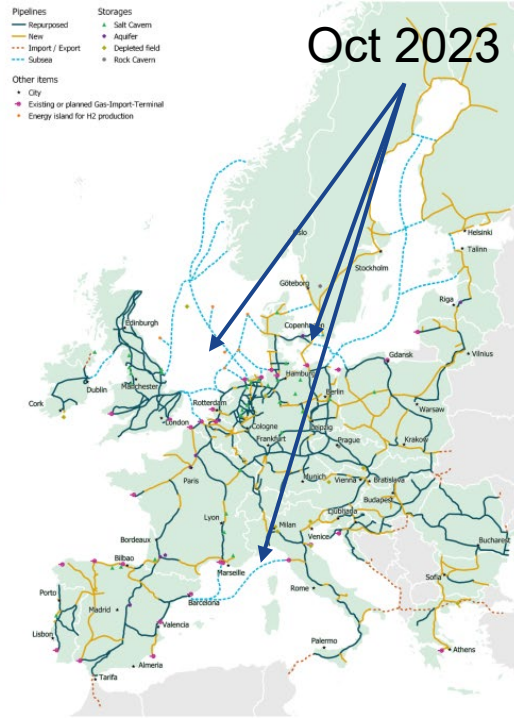 Pipelines
Repurposed
New
Import / Export
Subsea
Storages
Salt Cavern
Aquifer
Depleted field
Rock Cavern
Other items
City
Existing or planned Gas-Import-Terminal
Energy island for H2 production
Oct 2023
Oslo
Helsinki
Talinn
Stockholm
Göteborg
Riga
Edinburgh
Vilnius
Gdansk
Hamburg
Dublin
Manchester
Berlin
Cork
Rotterdam
Warsaw
London
Cologne
Leipzig
Frankfurt
Prague
Krakow
Paris
Munich
Vienna
Bratislava
Budapest
Ljubljana
Lyon
Milan
Venice
Bordeaux
Bucharest
Bilbao
Marseille
Sofia
Porto
Rome
Madrid
Barcelona
Lisbon
Valencia
Palermo
Athens
Almeria
Tarifa